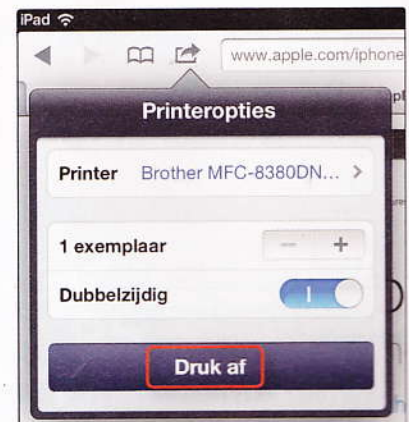 iPad
www.apple.com/iphone
Printeropties
Printer Brother MFC-8380DN... >
1 exemplaar - +
Dubbelzijdig
Druk af